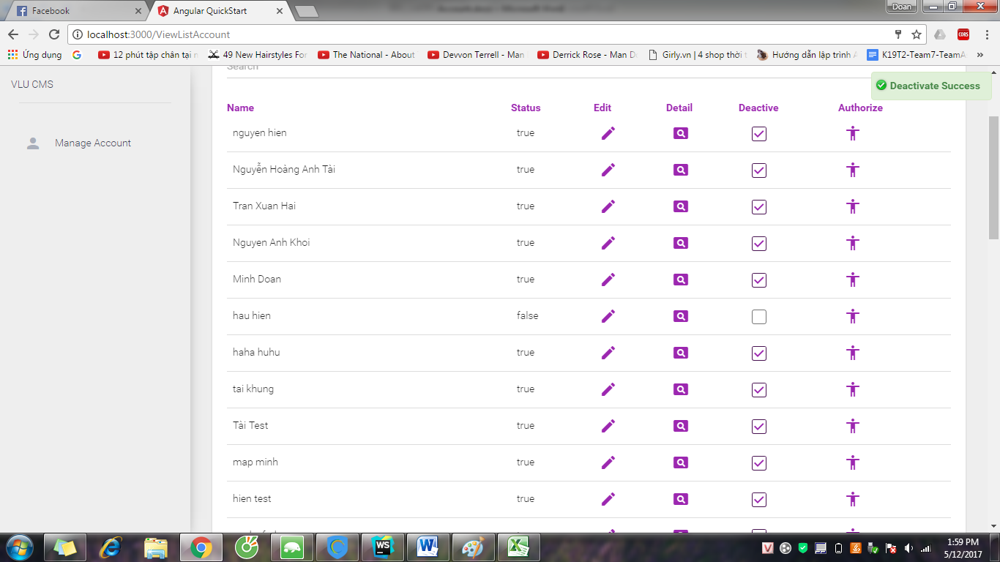 Facebook
Angular QuickStart
Doan
localhost:3000/ViewListAccount
CORS
Ứng dụng
12 phút tập chân tại n
49 New Hairstyles For
The National - About
Devvon Terrell - Man
Derrick Rose - Man Do
Girly.vn | 4 shop thời t
Hướng dẫn lập trình A
K19T2-Team7-TeamA
VLU CMS
Search
Deactivate Success
Name Status Edit Detail Deactive Authorize
Manage Account
nguyen hien true
Nguyễn Hoàng Anh Tài true
Tran Xuan Hai true
Nguyen Anh Khoi true
Minh Doan true
hau hien false
haha huhu true
tai khung true
Tài Test true
map minh true
hien test true
WS
1:59 PM
5/12/2017